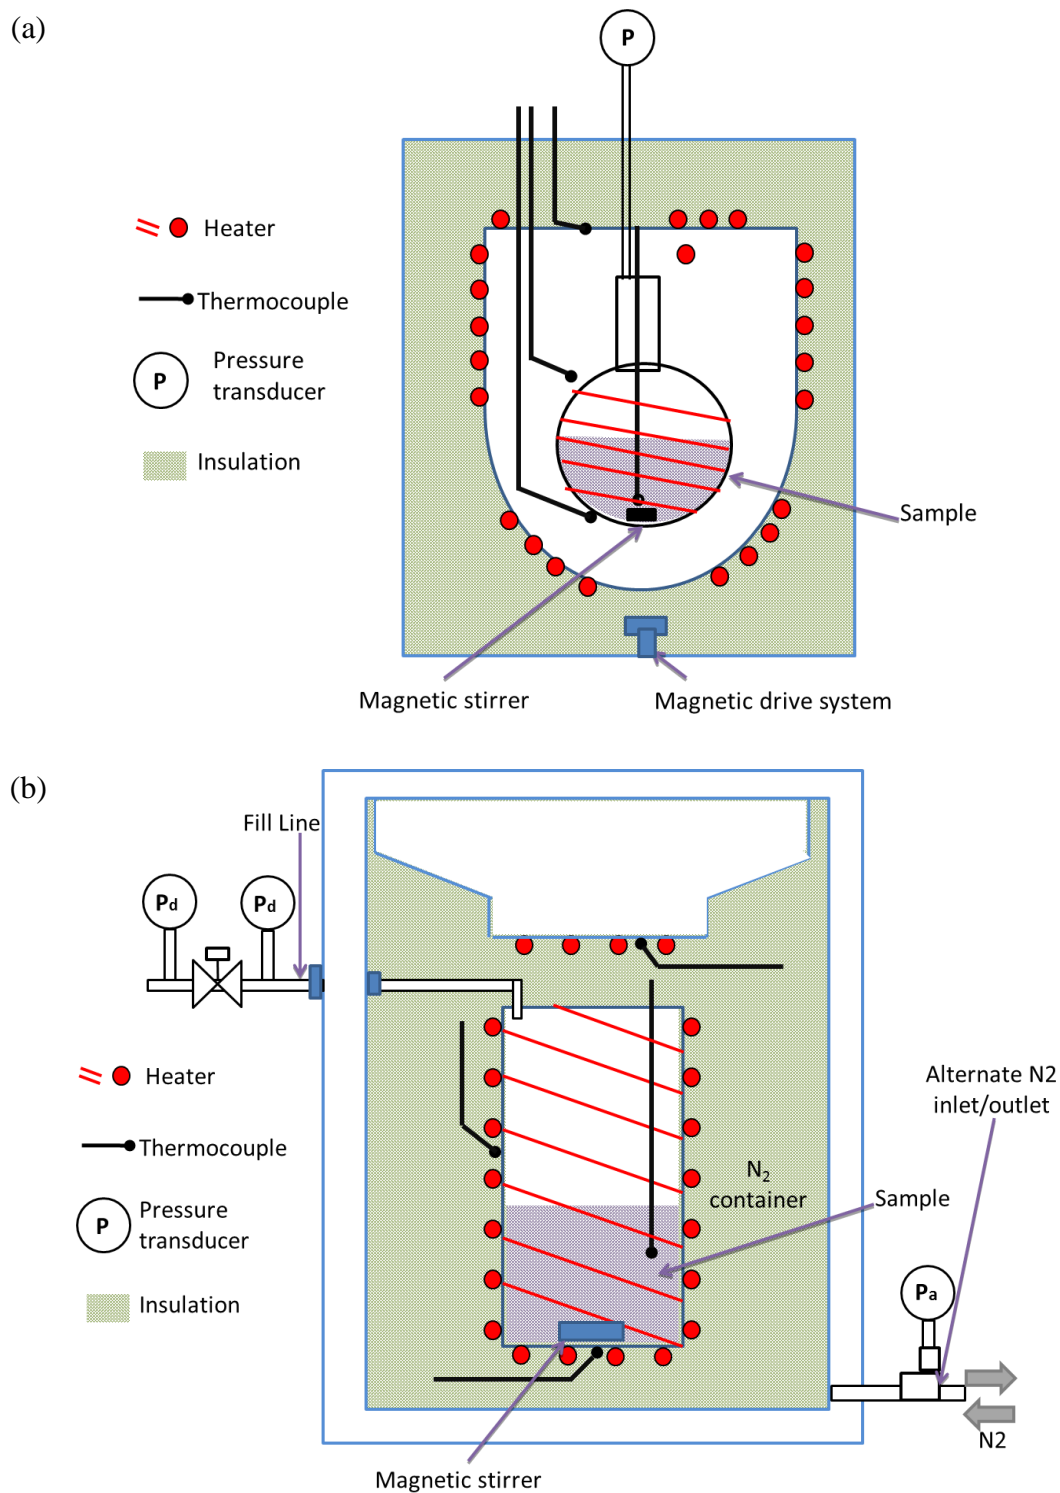 (a)
P
Heater
Thermocouple
P
Pressure
transducer
Insulation
Sample
Magnetic stirrer
Magnetic drive system
(b)
Fill Line
Pd
Pd
Heater
Alternate N2
inlet/outlet
Thermocouple
N2
container
Sample
P
Pressure
transducer
Pa
Insulation
N2
Magnetic stirrer